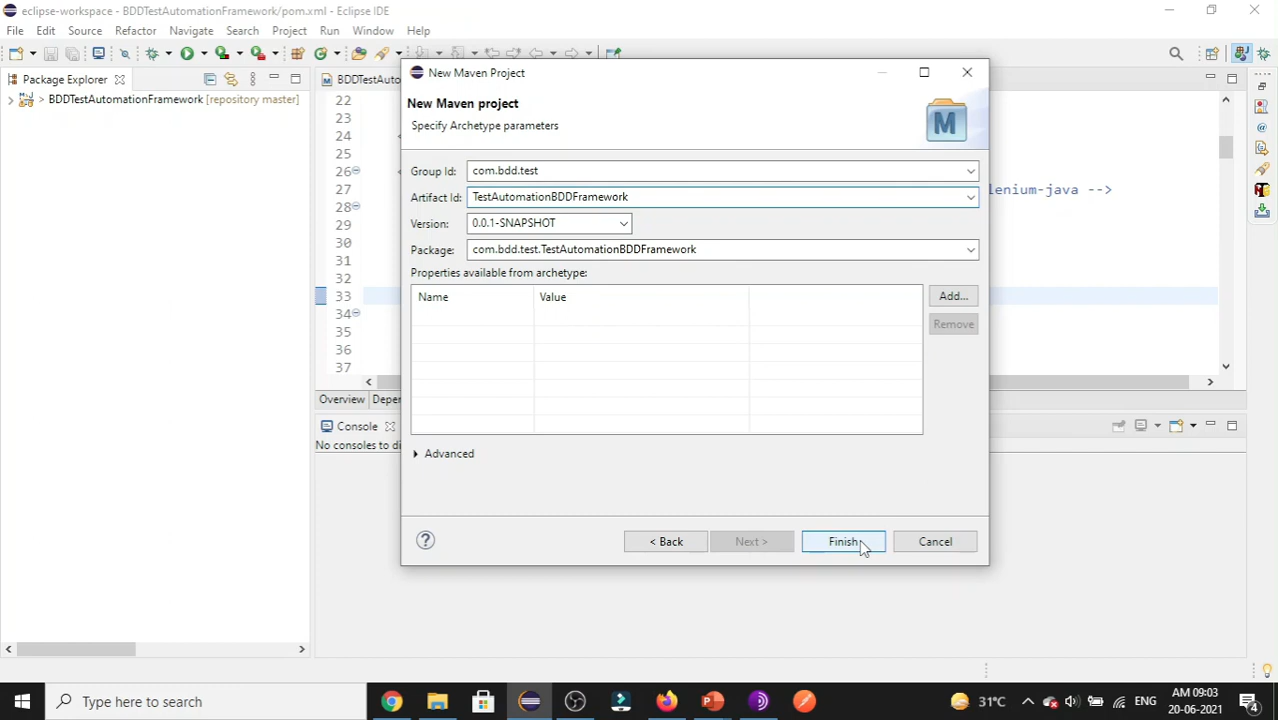 eclipse-workspace - BDDTestAutomationFramework/pom.xml - Eclipse IDE
File Edit Source Refactor Navigate Search Project Run Window Help
Package Explorer
BDDTestAutomationFramework [repository master]
BDDTestAuto
22
23
24
25
26
27 lenium-java -->
28
29
30
31
32
33
34
35
36
37
Overview Deper
Console
No consoles to di
New Maven Project
New Maven project
Specify Archetype parameters
M
Group Id: com.bdd.test
Artifact Id: TestAutomationBDDFramework
Version: 0.0.1-SNAPSHOT
Package: com.bdd.test.TestAutomationBDDFramework
Properties available from archetype:
Name Value
Add...
Remove
Advanced
?
< Back Next > Finish Cancel
Type here to search
31°C
ENG
AM 09:03
20-06-2021
4